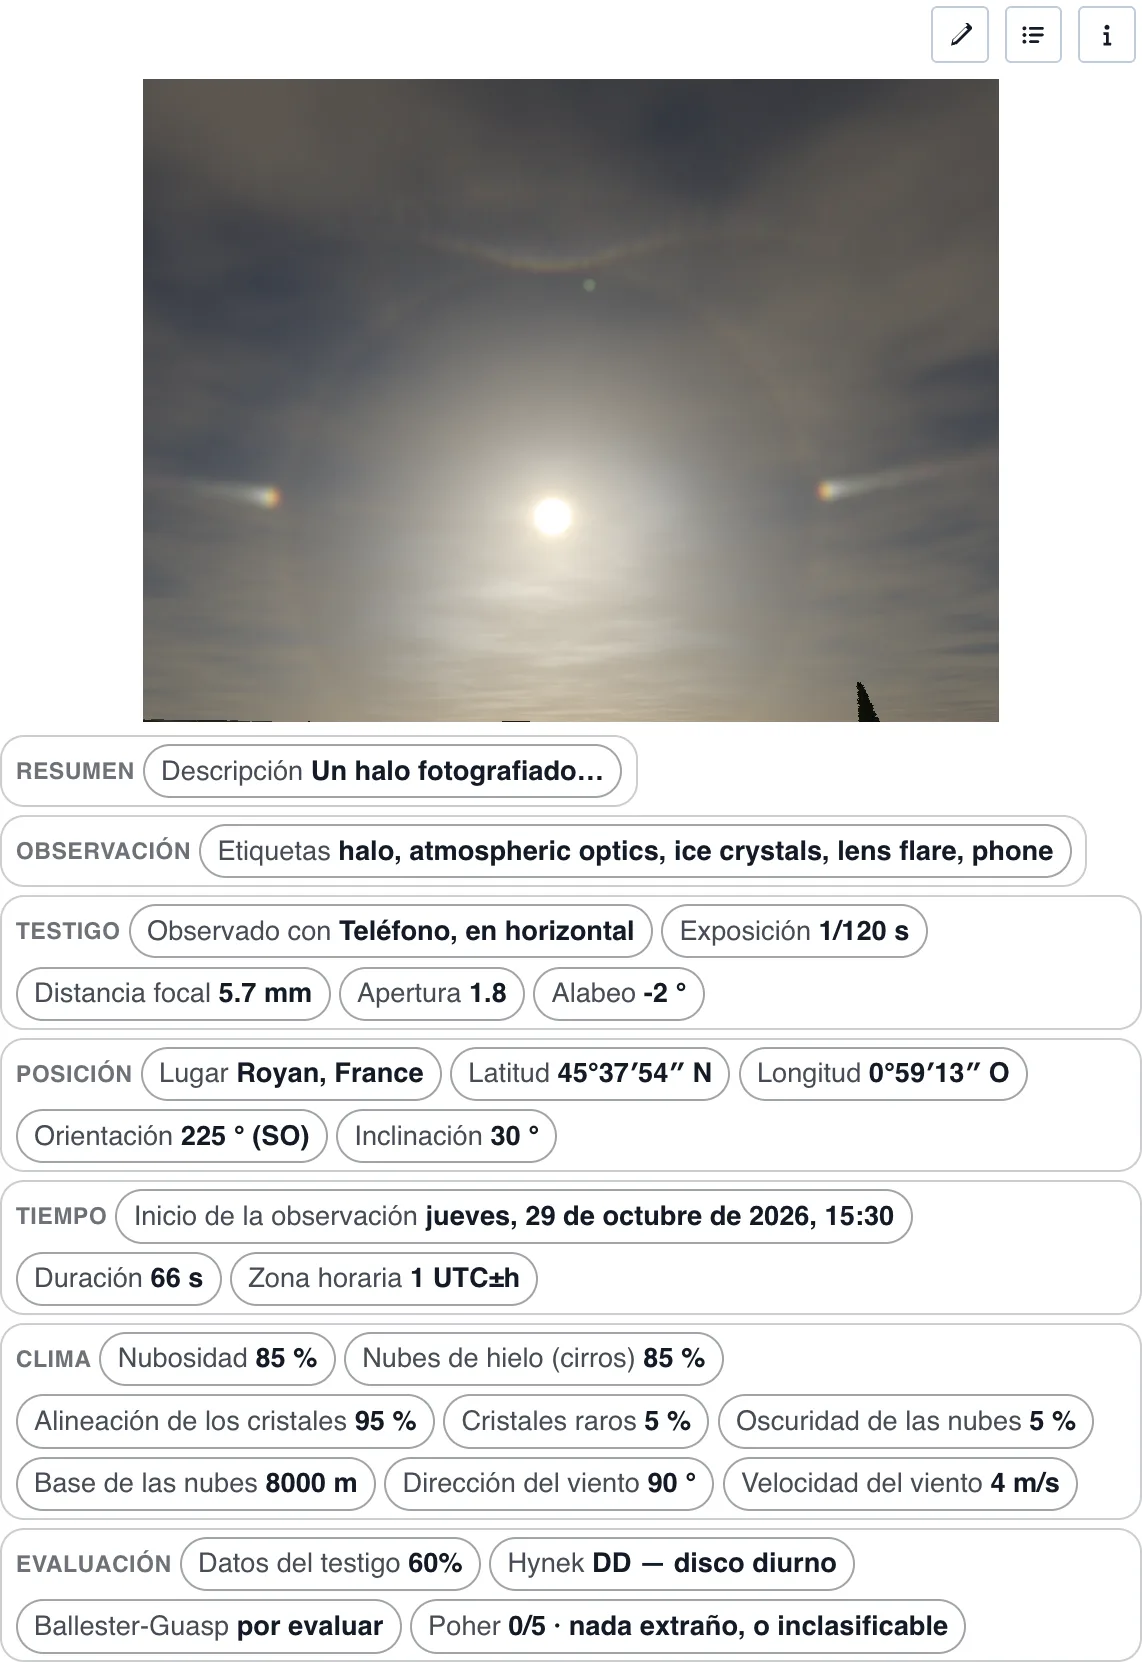 RESUMEN Descripción Un halo fotografiado…
OBSERVACIÓN Etiquetas halo, atmospheric optics, ice crystals, lens flare, phone
TESTIGO Observado con Teléfono, en horizontal Exposición 1/120 s
Distancia focal 5.7 mm Apertura 1.8 Alabeo -2 °
POSICIÓN Lugar Royan, France Latitud 45°37′54″ N Longitud 0°59′13″ O
Orientación 225 ° (SO) Inclinación 30 °
TIEMPO Inicio de la observación jueves, 29 de octubre de 2026, 15:30
Duración 66 s Zona horaria 1 UTC±h
CLIMA Nubosidad 85 % Nubes de hielo (cirros) 85 %
Alineación de los cristales 95 % Cristales raros 5 % Oscuridad de las nubes 5 %
Base de las nubes 8000 m Dirección del viento 90 ° Velocidad del viento 4 m/s
EVALUACIÓN Datos del testigo 60% Hynek DD — disco diurno
Ballester-Guasp por evaluar Poher 0/5 · nada extraño, o inclasificable